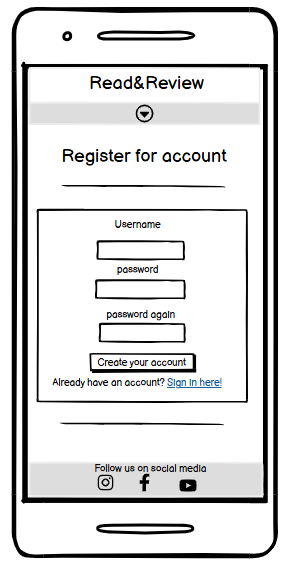 Read&Review
Register for account
Username
password
password again
Create your account
Already have an account? Sign in here!
Follow us on social media